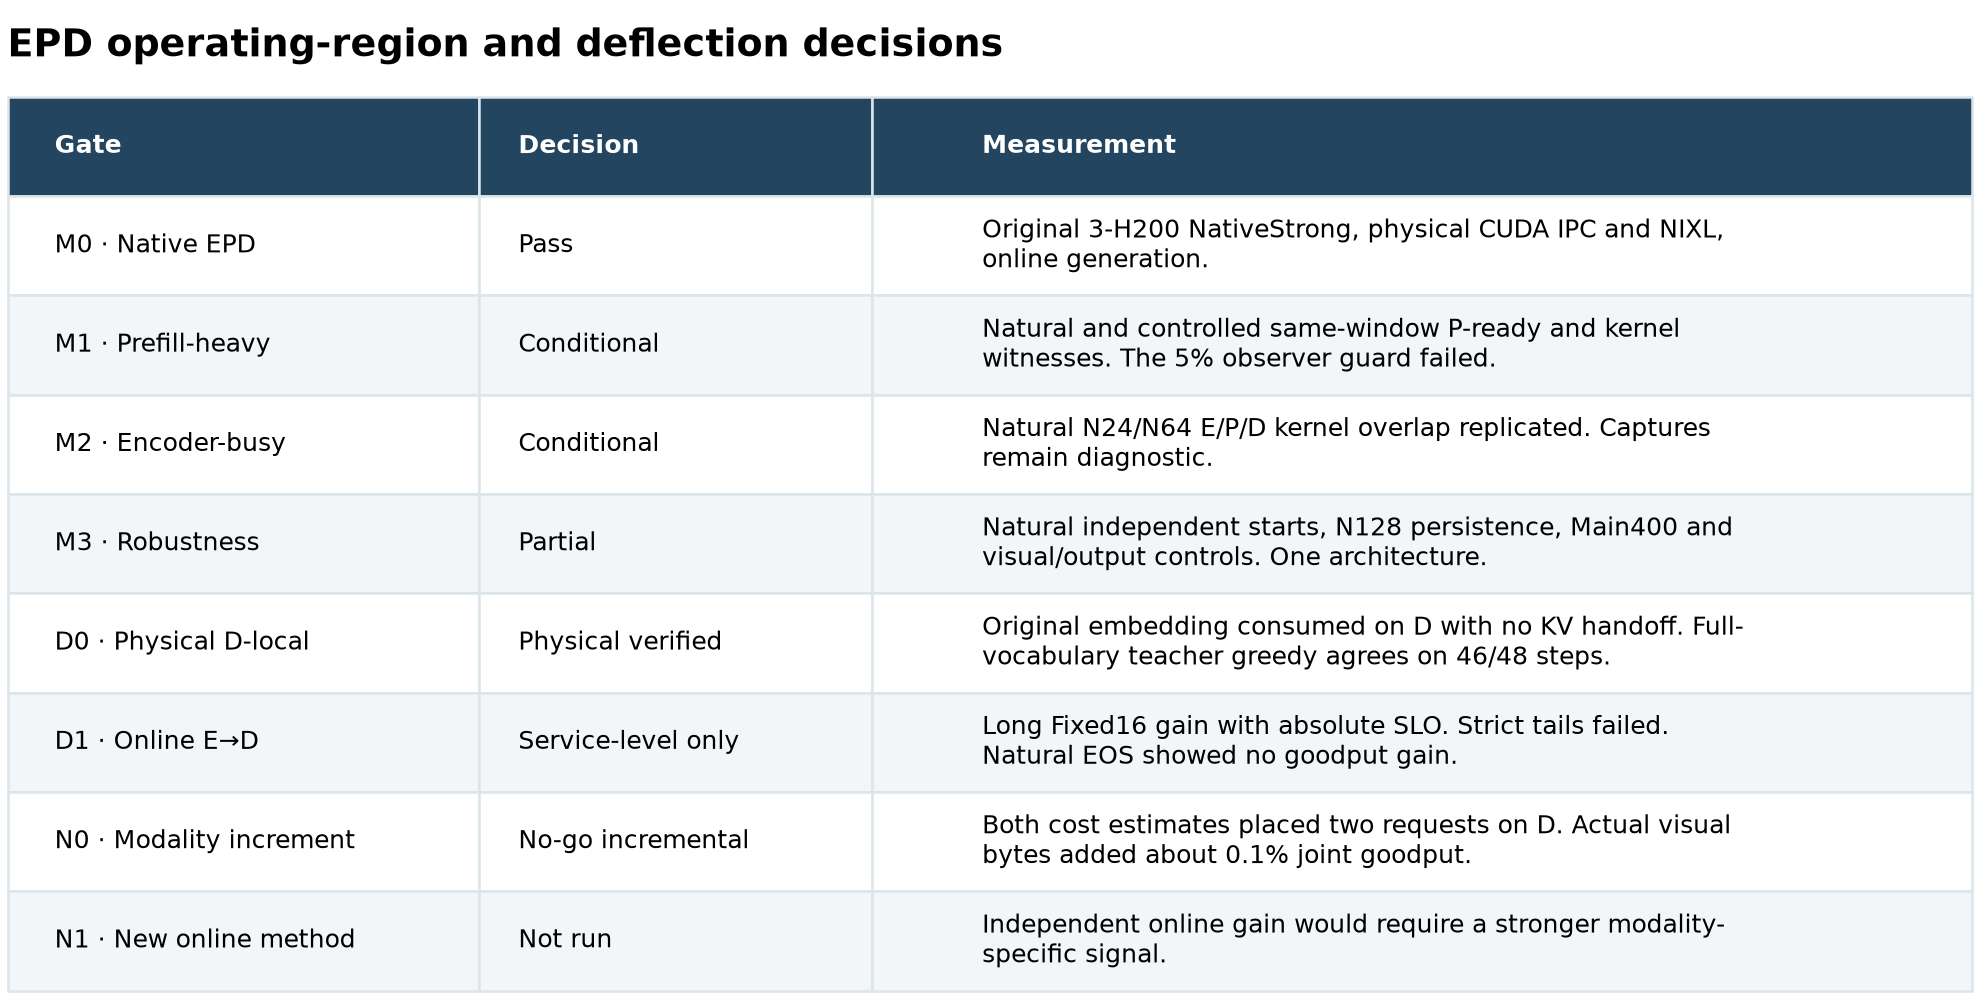 EPD operating-region and deflection decisions
Gate
Decision
Measurement
M0 · Native EPD
Pass
Original 3-H200 NativeStrong, physical CUDA IPC and NIXL,
online generation.
M1 · Prefill-heavy
Conditional
Natural and controlled same-window P-ready and kernel
witnesses. The 5% observer guard failed.
M2 · Encoder-busy
Conditional
Natural N24/N64 E/P/D kernel overlap replicated. Captures
remain diagnostic.
M3 · Robustness
Partial
Natural independent starts, N128 persistence, Main400 and
visual/output controls. One architecture.
D0 · Physical D-local
Physical verified
Original embedding consumed on D with no KV handoff. Full-
vocabulary teacher greedy agrees on 46/48 steps.
D1 · Online E→D
Service-level only
Long Fixed16 gain with absolute SLO. Strict tails failed.
Natural EOS showed no goodput gain.
N0 · Modality increment
No-go incremental
Both cost estimates placed two requests on D. Actual visual
bytes added about 0.1% joint goodput.
N1 · New online method
Not run
Independent online gain would require a stronger modality-
specific signal.